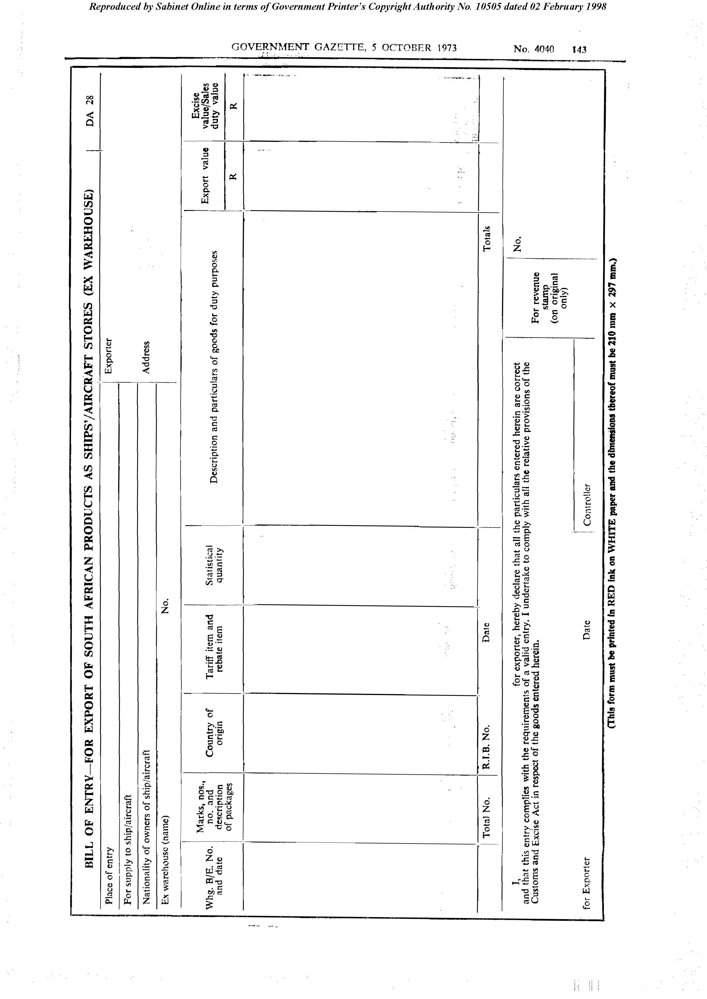 Reproduced by Sabinet Online in terms of Government Printer's Copyright Authority No. 10505 dated 02 February 1998
GOVERNMENT GAZETTE, 5 OCTOBER 1973 No. 4040 143
BILL OF ENTRY—FOR EXPORT OF SOUTH AFRICAN PRODUCTS AS SHIPS'/AIRCRAFT STORES (EX WAREHOUSE) DA 28
Place of entry
Exporter
For supply to ship/aircraft
Nationality of owners of ship/aircraft
Address
Ex warehouse (name) No.
Whg. B/E. No.
and date
Marks, nos.,
no. and
description
of packages
Country of
origin
Tariff item and
rebate item
Statistical
quantity
Description and particulars of goods for duty purposes
Export value
R
Excise
value/Sales
duty value
R
Total No.
R.I.B. No.
Date
Totals
I, for exporter, hereby declare that all the particulars entered herein are correct
and that this entry complies with the requirements of a valid entry. I undertake to comply with all the relative provisions of the
Customs and Excise Act in respect of the goods entered herein.
For revenue
stamp
(on original
only)
No.
for Exporter
Date
Controller
(This form must be printed in RED ink on WHITE paper and the dimensions thereof must be 210 mm × 297 mm.)